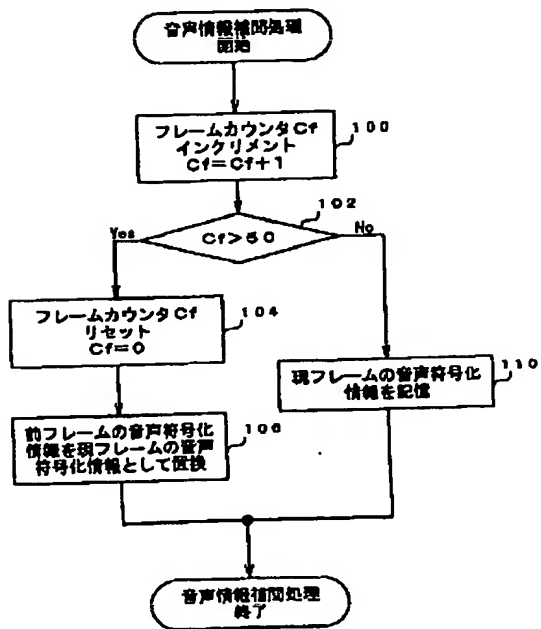 音声情報補間処理
開始
フレームカウンタCf
インクリメント
Cf=Cf+1
100
102
Cf>50
Yes
No
フレームカウンタCf
リセット
Cf=0
104
現フレームの音声符号化
情報を記憶
110
前フレームの音声符号化
情報を現フレームの音声
符号化情報として置換
106
音声情報補間処理
終了